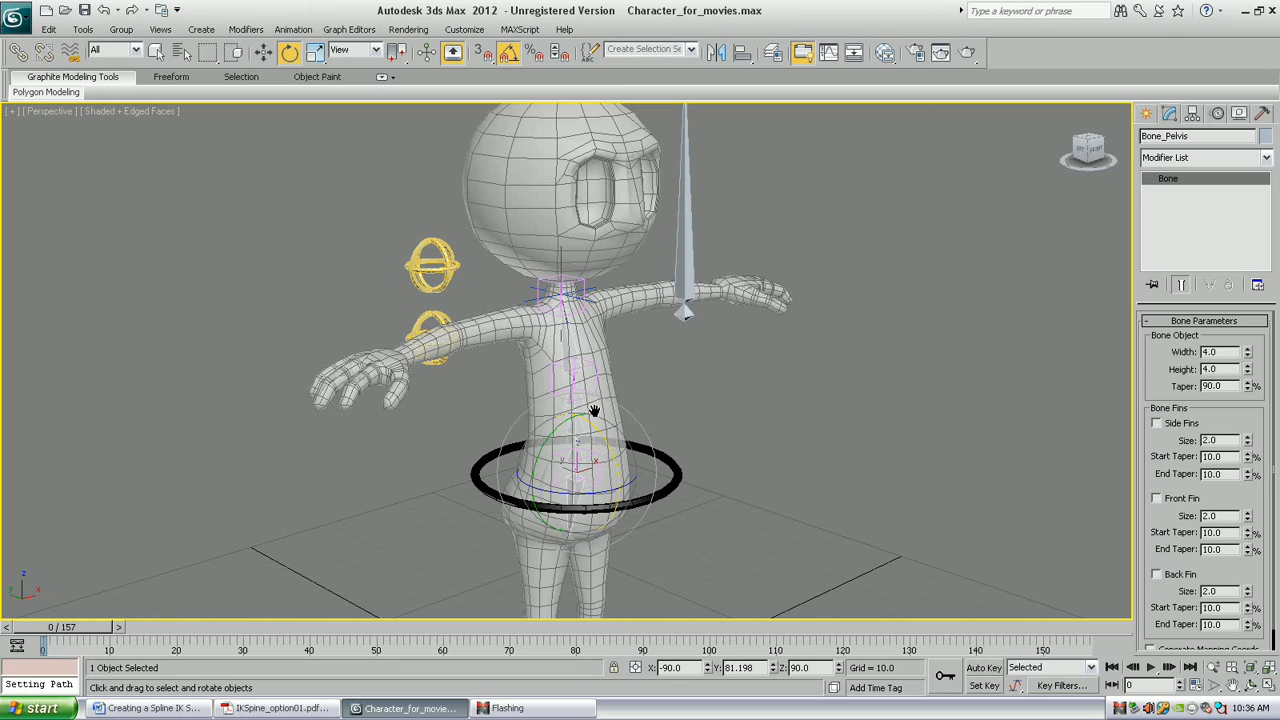 Autodesk 3ds Max 2012 - Unregistered Version Character_for_movies.max
Type a keyword or phrase
Edit Tools Group Views Create Modifiers Animation Graph Editors Rendering Customize MAXScript Help
All View 3 Create Selection Se
Graphite Modeling Tools Freeform Selection Object Paint
Polygon Modeling
[ + ] [ Perspective ] [ Shaded + Edged Faces ]
Bone_Pelvis
Modifier List
Bone
- Bone Parameters
Bone Object
Width: 4.0
Height: 4.0
Taper: 90.0 %
Bone Fins
Side Fins
Size: 2.0
Start Taper: 10.0 %
End Taper: 10.0 %
Front Fin
Size: 2.0
Start Taper: 10.0 %
End Taper: 10.0 %
Back Fin
Size: 2.0
Start Taper: 10.0 %
End Taper: 10.0 %
Generate Mapping Coords
z
y x
z
y x
< 0 / 157 >
0 10 20 30 40 50 60 70 80 90 100 110 120 130 140 150
1 Object Selected X: -90.0 Y: 81.198 Z: 90.0 Grid = 10.0 Auto Key Selected
Setting Path Click and drag to select and rotate objects Add Time Tag Set Key Key Filters... 0
start Creating a Spline IK S... IKSpine_option01.pdf... Character_for_movie... Flashing 10:36 AM